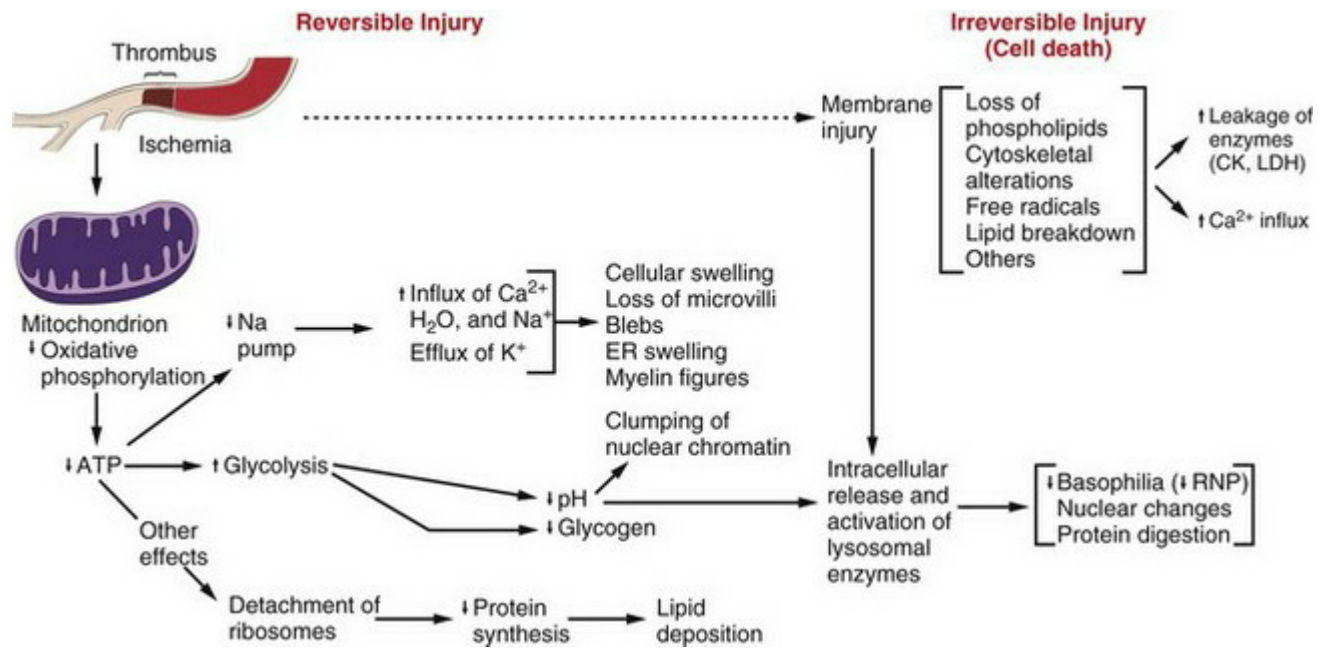 Reversible Injury
Irreversible Injury
(Cell death)
Thrombus
Ischemia
Membrane
injury
Loss of
phospholipids
Cytoskeletal
alterations
Free radicals
Lipid breakdown
Others
↑ Leakage of
enzymes
(CK, LDH)
↑ Ca²⁺ influx
Mitochondrion
↓ Oxidative
phosphorylation
↓ Na
pump
↑ Influx of Ca²⁺
H₂O, and Na⁺
Efflux of K⁺
Cellular swelling
Loss of microvilli
Blebs
ER swelling
Myelin figures
Clumping of
nuclear chromatin
↓ ATP
↑ Glycolysis
↓ pH
↓ Glycogen
Intracellular
release and
activation of
lysosomal
enzymes
↓ Basophilia (↓ RNP)
Nuclear changes
Protein digestion
Other
effects
Detachment of
ribosomes
↓ Protein
synthesis
Lipid
deposition